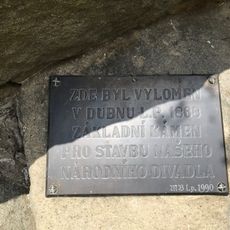 ZDE BYL VYLOMEN
V DUBNU L.P. 1868
ZÁKLADNÍ KÁMEN
PRO STAVBU NAŠEHO
NÁRODNÍHO DIVADLA
L.p. 1990